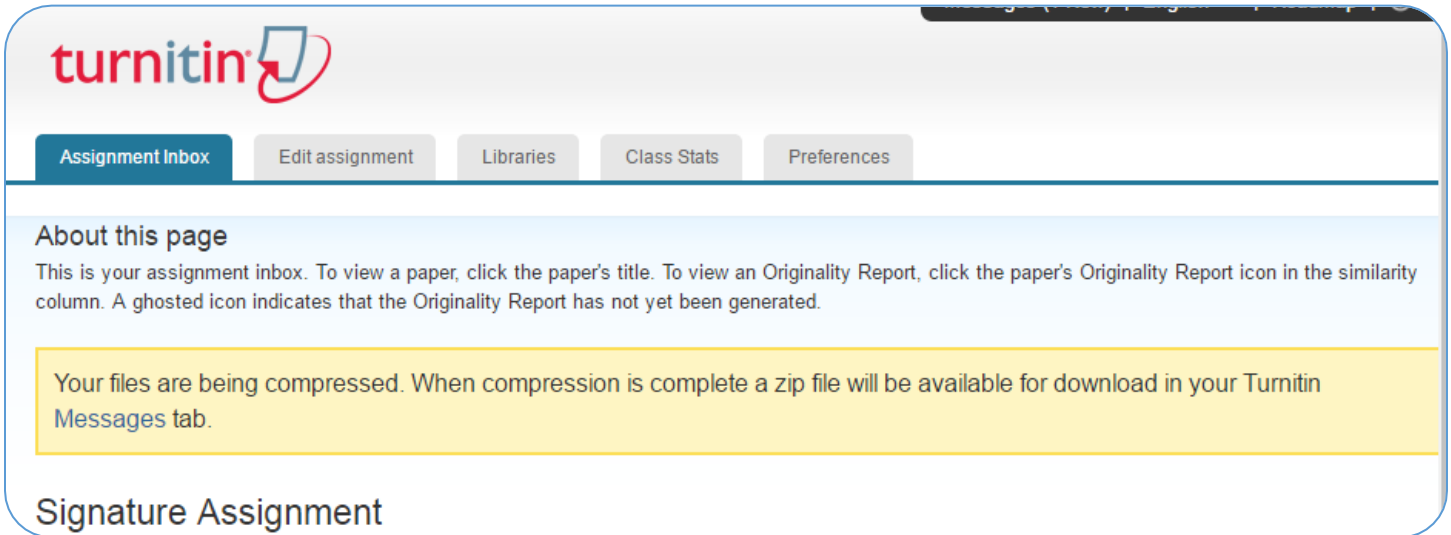 turnitin
Assignment Inbox Edit assignment Libraries Class Stats Preferences
About this page
This is your assignment inbox. To view a paper, click the paper's title. To view an Originality Report, click the paper's Originality Report icon in the similarity
column. A ghosted icon indicates that the Originality Report has not yet been generated.
Your files are being compressed. When compression is complete a zip file will be available for download in your Turnitin
Messages tab.
Signature Assignment